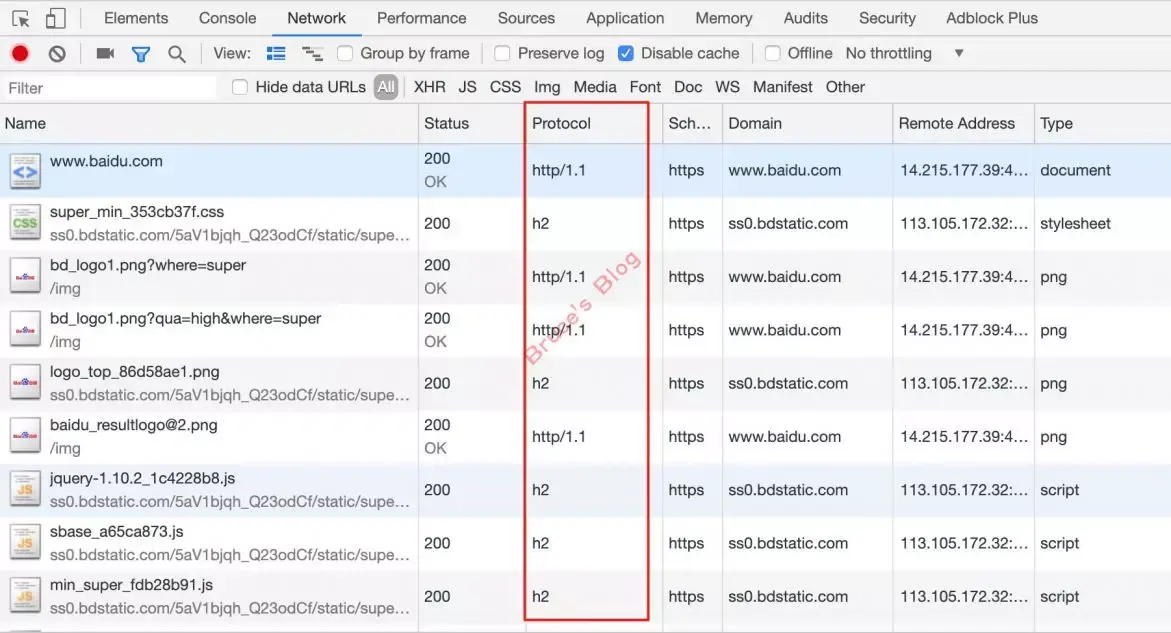 Elements Console Network Performance Sources Application Memory Audits Security Adblock Plus
View: Group by frame Preserve log Disable cache Offline No throttling
Filter Hide data URLs All XHR JS CSS Img Media Font Doc WS Manifest Other
Name Status Protocol Sch... Domain Remote Address Type
www.baidu.com 200 OK http/1.1 https www.baidu.com 14.215.177.39:4... document
super_min_353cb37f.css 200 h2 https ss0.bdstatic.com 113.105.172.32:... stylesheet
ss0.bdstatic.com/5aV1bjqh_Q23odCf/static/supe...
bd_logo1.png?where=super 200 OK http/1.1 https www.baidu.com 14.215.177.39:4... png
/img
bd_logo1.png?qua=high&where=super 200 OK http/1.1 https www.baidu.com 14.215.177.39:4... png
/img
logo_top_86d58ae1.png 200 h2 https ss0.bdstatic.com 113.105.172.32:... png
ss0.bdstatic.com/5aV1bjqh_Q23odCf/static/supe...
baidu_resultlogo@2.png 200 OK http/1.1 https www.baidu.com 14.215.177.39:4... png
/img
jquery-1.10.2_1c4228b8.js 200 h2 https ss0.bdstatic.com 113.105.172.32:... script
ss0.bdstatic.com/5aV1bjqh_Q23odCf/static/supe...
sbase_a65ca873.js 200 h2 https ss0.bdstatic.com 113.105.172.32:... script
ss0.bdstatic.com/5aV1bjqh_Q23odCf/static/supe...
min_super_fdb28b91.js 200 h2 https ss0.bdstatic.com 113.105.172.32:... script
ss0.bdstatic.com/5aV1bjqh_Q23odCf/static/supe...
CSS
JS
JS
JS
Bruce's Blog